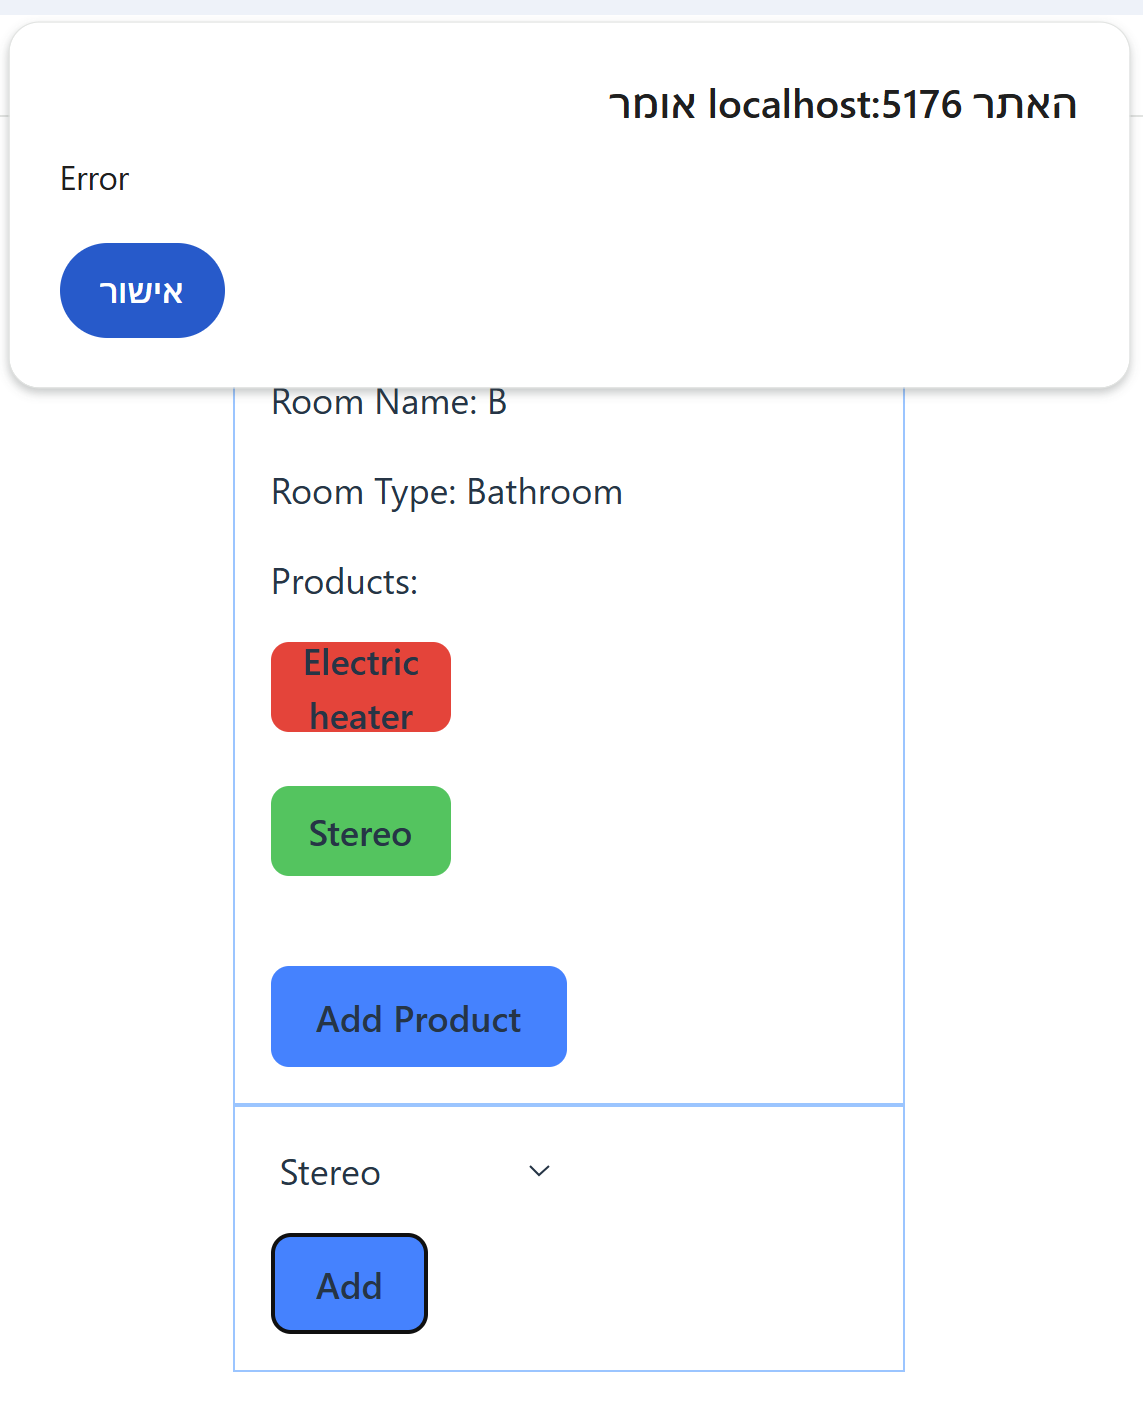 האתר localhost:5176 אומר
Error
אישור
Room Name: B
Room Type: Bathroom
Products:
Electric
heater
Stereo
Add Product
Stereo
Add